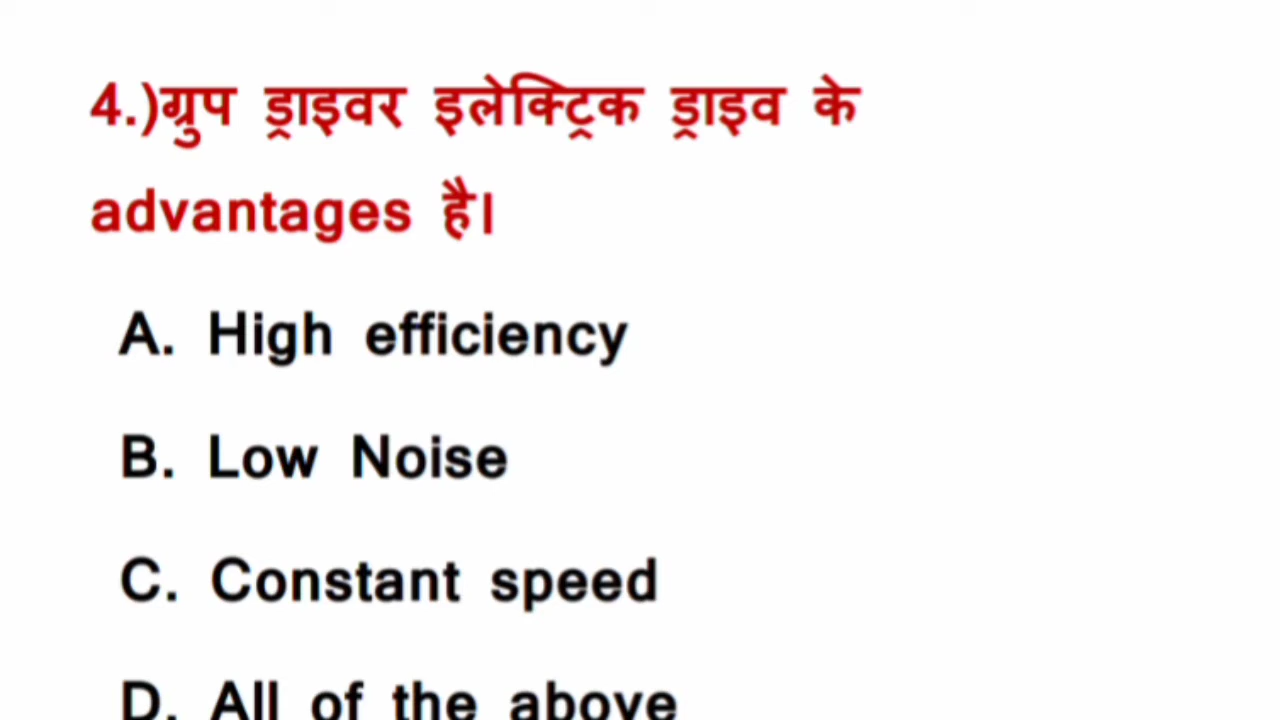 4.)ग्रुप ड्राइवर इलेक्ट्रिक ड्राइव के
advantages है।
A. High efficiency
B. Low Noise
C. Constant speed
D. All of the above